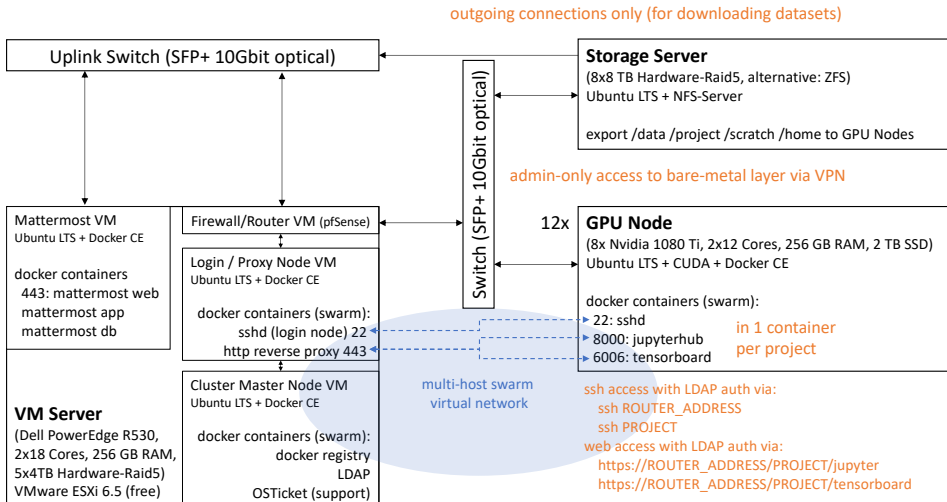 outgoing connections only (for downloading datasets)
Uplink Switch (SFP+ 10Gbit optical)
Storage Server
(8x8 TB Hardware-Raid5, alternative: ZFS)
Ubuntu LTS + NFS-Server
export /data /project /scratch /home to GPU Nodes
Switch (SFP+ 10Gbit optical)
admin-only access to bare-metal layer via VPN
Mattermost VM
Ubuntu LTS + Docker CE
docker containers
443: mattermost web
mattermost app
mattermost db
VM Server
(Dell PowerEdge R530,
2x18 Cores, 256 GB RAM,
5x4TB Hardware-Raid5)
VMware ESXi 6.5 (free)
Firewall/Router VM (pfSense)
Login / Proxy Node VM
Ubuntu LTS + Docker CE
docker containers (swarm):
sshd (login node) 22
http reverse proxy 443
Cluster Master Node VM
Ubuntu LTS + Docker CE
docker containers (swarm):
docker registry
LDAP
OSTicket (support)
multi-host swarm
virtual network
12x
GPU Node
(8x Nvidia 1080 Ti, 2x12 Cores, 256 GB RAM, 2 TB SSD)
Ubuntu LTS + CUDA + Docker CE
docker containers (swarm):
22: sshd
8000: jupyterhub
6006: tensorboard
in 1 container
per project
ssh access with LDAP auth via:
ssh ROUTER_ADDRESS
ssh PROJECT
web access with LDAP auth via:
https://ROUTER_ADDRESS/PROJECT/jupyter
https://ROUTER_ADDRESS/PROJECT/tensorboard